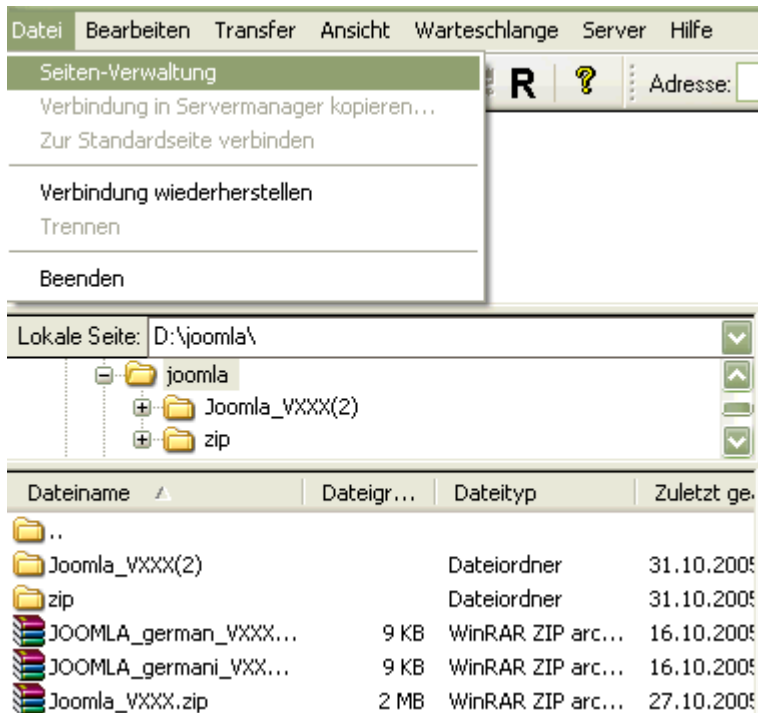 Datei Bearbeiten Transfer Ansicht Warteschlange Server Hilfe
Seiten-Verwaltung
R ? Adresse:
Verbindung in Servermanager kopieren...
Zur Standardseite verbinden
Verbindung wiederherstellen
Trennen
Beenden
Lokale Seite: D:\joomla\
joomla
Joomla_VXXX(2)
zip
Dateiname Dateigr... Dateityp Zuletzt ge
..
Joomla_VXXX(2) Dateiordner 31.10.2005
zip Dateiordner 31.10.2005
JOOMLA_german_VXXX... 9 KB WinRAR ZIP arc... 16.10.2005
JOOMLA_germani_VXX... 9 KB WinRAR ZIP arc... 16.10.2005
Joomla_VXXX.zip 2 MB WinRAR ZIP arc... 27.10.2005